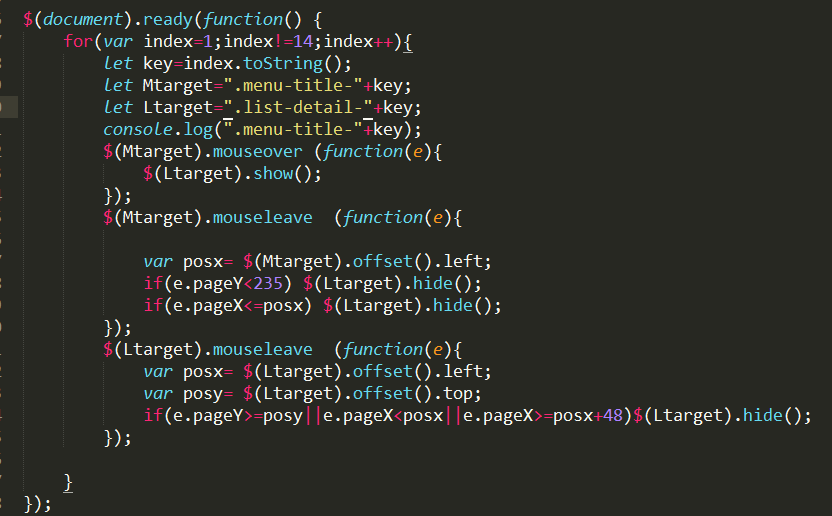 $(document).ready(function() {
for(var index=1;index!=14;index++){
let key=index.toString();
let Mtarget=".menu-title-"+key;
let Ltarget=".list-detail-"+key;
console.log(".menu-title-"+key);
$(Mtarget).mouseover (function(e){
$(Ltarget).show();
});
$(Mtarget).mouseleave  (function(e){
var posx= $(Mtarget).offset().left;
if(e.pageY<235) $(Ltarget).hide();
if(e.pageX<=posx) $(Ltarget).hide();
});
$(Ltarget).mouseleave  (function(e){
var posx= $(Ltarget).offset().left;
var posy= $(Ltarget).offset().top;
if(e.pageY>=posy||e.pageX<posx||e.pageX>=posx+48)$(Ltarget).hide();
});
}
});